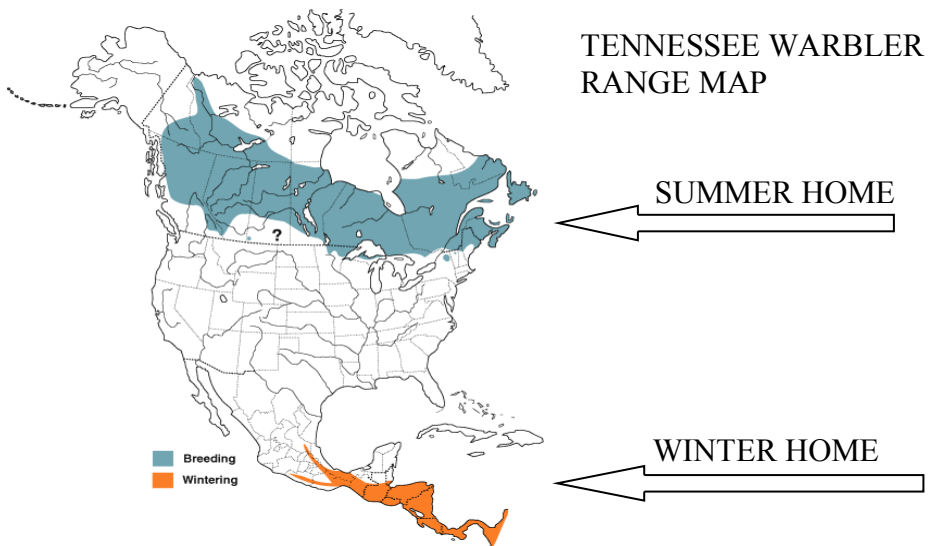 TENNESSEE WARBLER
RANGE MAP
SUMMER HOME
?
WINTER HOME
Breeding
Wintering